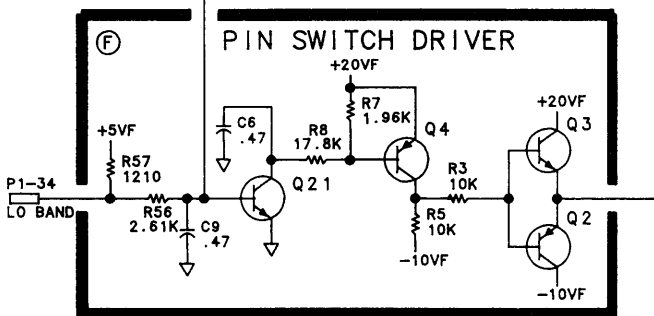 F
PIN SWITCH DRIVER
+20VF
C6
.47
R7
1.96K
Q4
+20VF
Q3
+5VF
R8
17.8K
R57
1210
Q21
R3
10K
P1-34
LO BAND
R56
2.61K
C9
.47
R5
10K
Q2
-10VF
-10VF